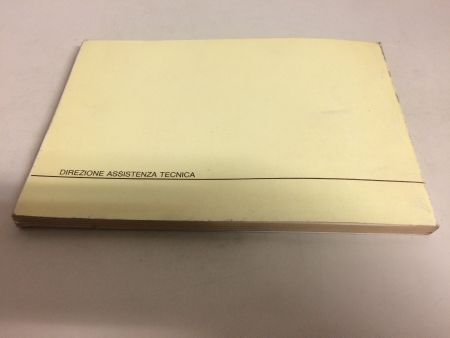 DIREZIONE ASSISTENZA TECNICA